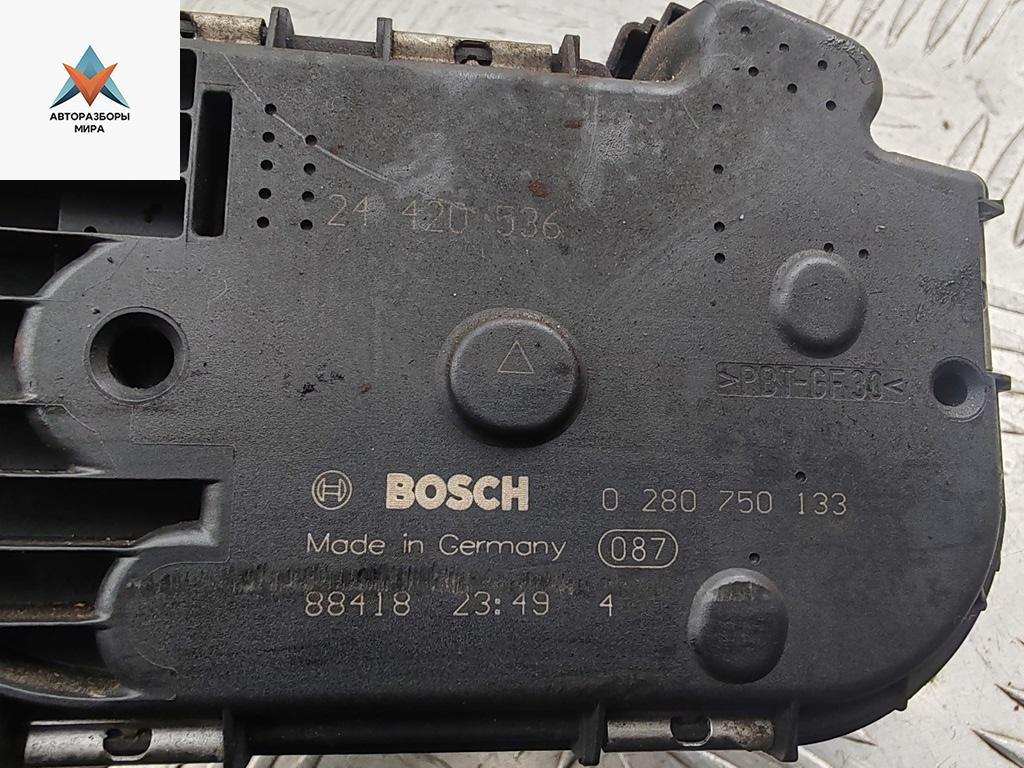 АВТОРАЗБОРЫ
МИРА
24 420 536
>PBT-GF30<
BOSCH 0 280 750 133
Made in Germany 087
88418 23:49 4